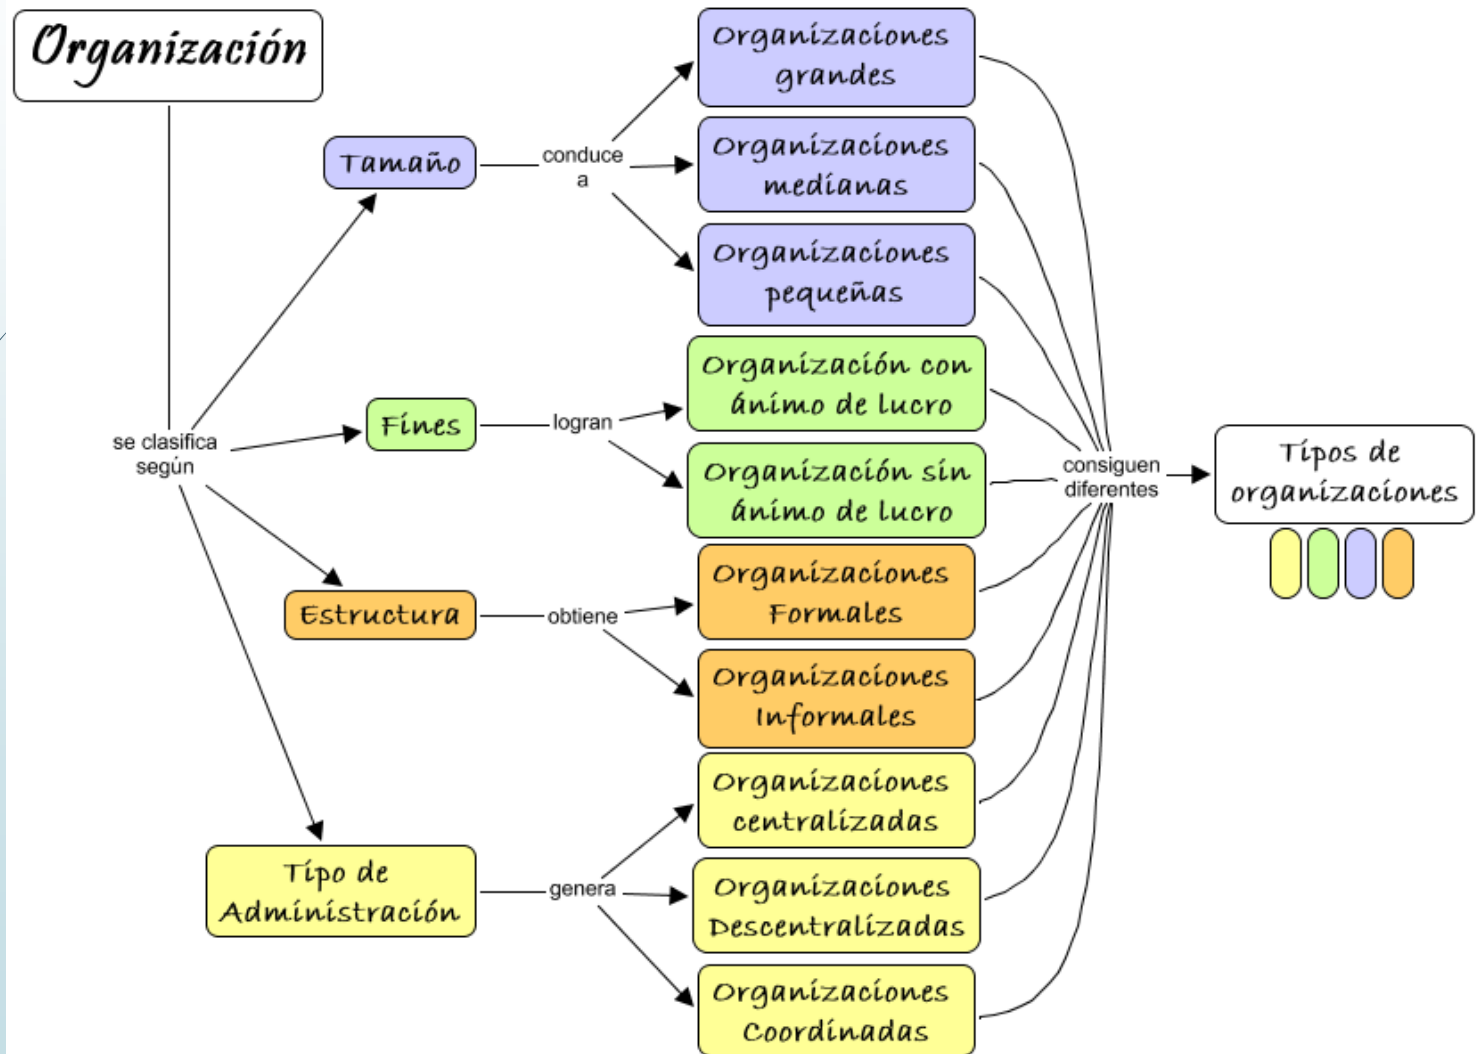 Organización
se clasifica
según
Tamaño
conduce
a
Organizaciones
grandes
Organizaciones
medianas
Organizaciones
pequeñas
Fines
logran
Organización con
ánimo de lucro
Organización sin
ánimo de lucro
Estructura
obtiene
Organizaciones
Formales
Organizaciones
Informales
Tipo de
Administración
genera
Organizaciones
centralizadas
Organizaciones
Descentralizadas
Organizaciones
Coordinadas
consiguen
diferentes
Tipos de
organizaciones